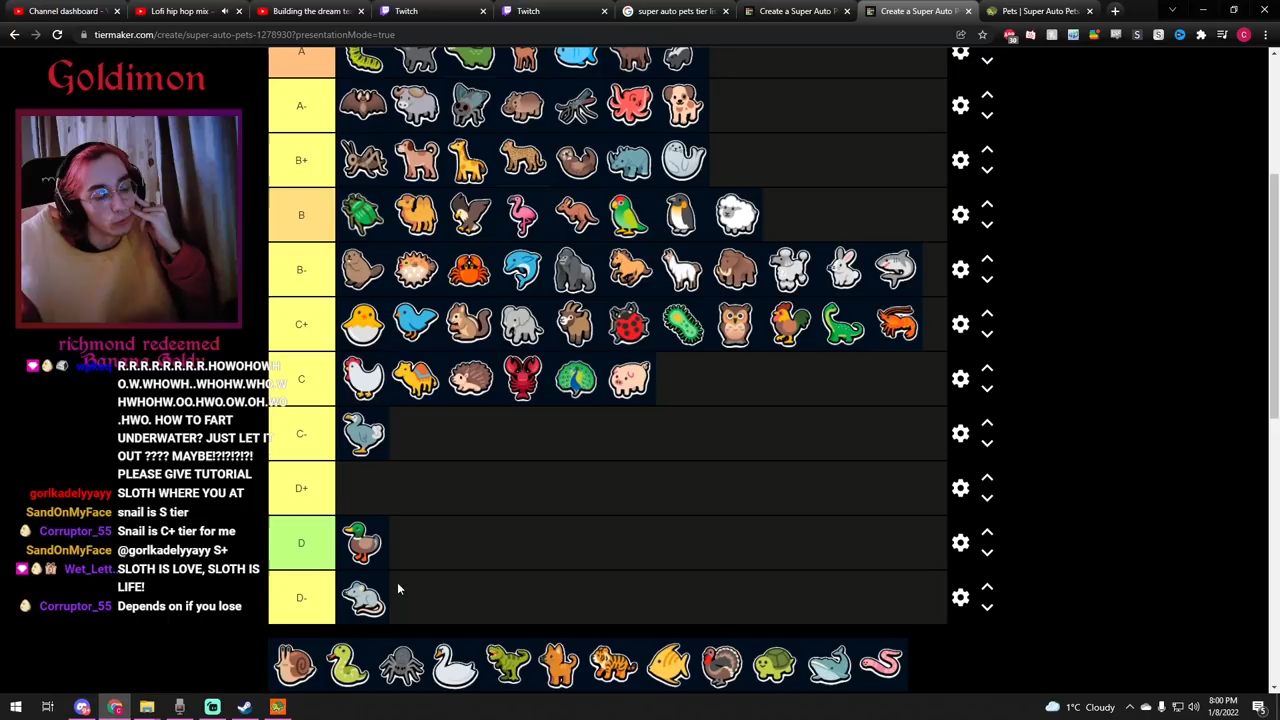 Channel dashboard -
Lofi hip hop mix -
Building the dream te
Twitch
Twitch
super auto pets tier li
Create a Super Auto P
Create a Super Auto P
Pets | Super Auto Pets
tiermaker.com/create/super-auto-pets-1278930?presentationMode=true
Goldimon
richmond redeemed
Banana Goldy
R.R.R.R.R.R.R.HOWOHOWH
O.W.WHOWH..WHOHW.WHO.W
HWHOHW.OO.HWO.OW.OH.WO
.HWO. HOW TO FART
UNDERWATER? JUST LET IT
OUT ???? MAYBE!?!?!?!?!
PLEASE GIVE TUTORIAL
gorlkadelyyayy SLOTH WHERE YOU AT
SandOnMyFace snail is S tier
Corruptor_55 Snail is C+ tier for me
SandOnMyFace @gorlkadelyyayy S+
Wet_Lett.. SLOTH IS LOVE, SLOTH IS
LIFE!
Corruptor_55 Depends on if you lose
A
A-
B+
B
B-
C+
C
C-
D+
D
D-
1°C Cloudy
8:00 PM
1/8/2022